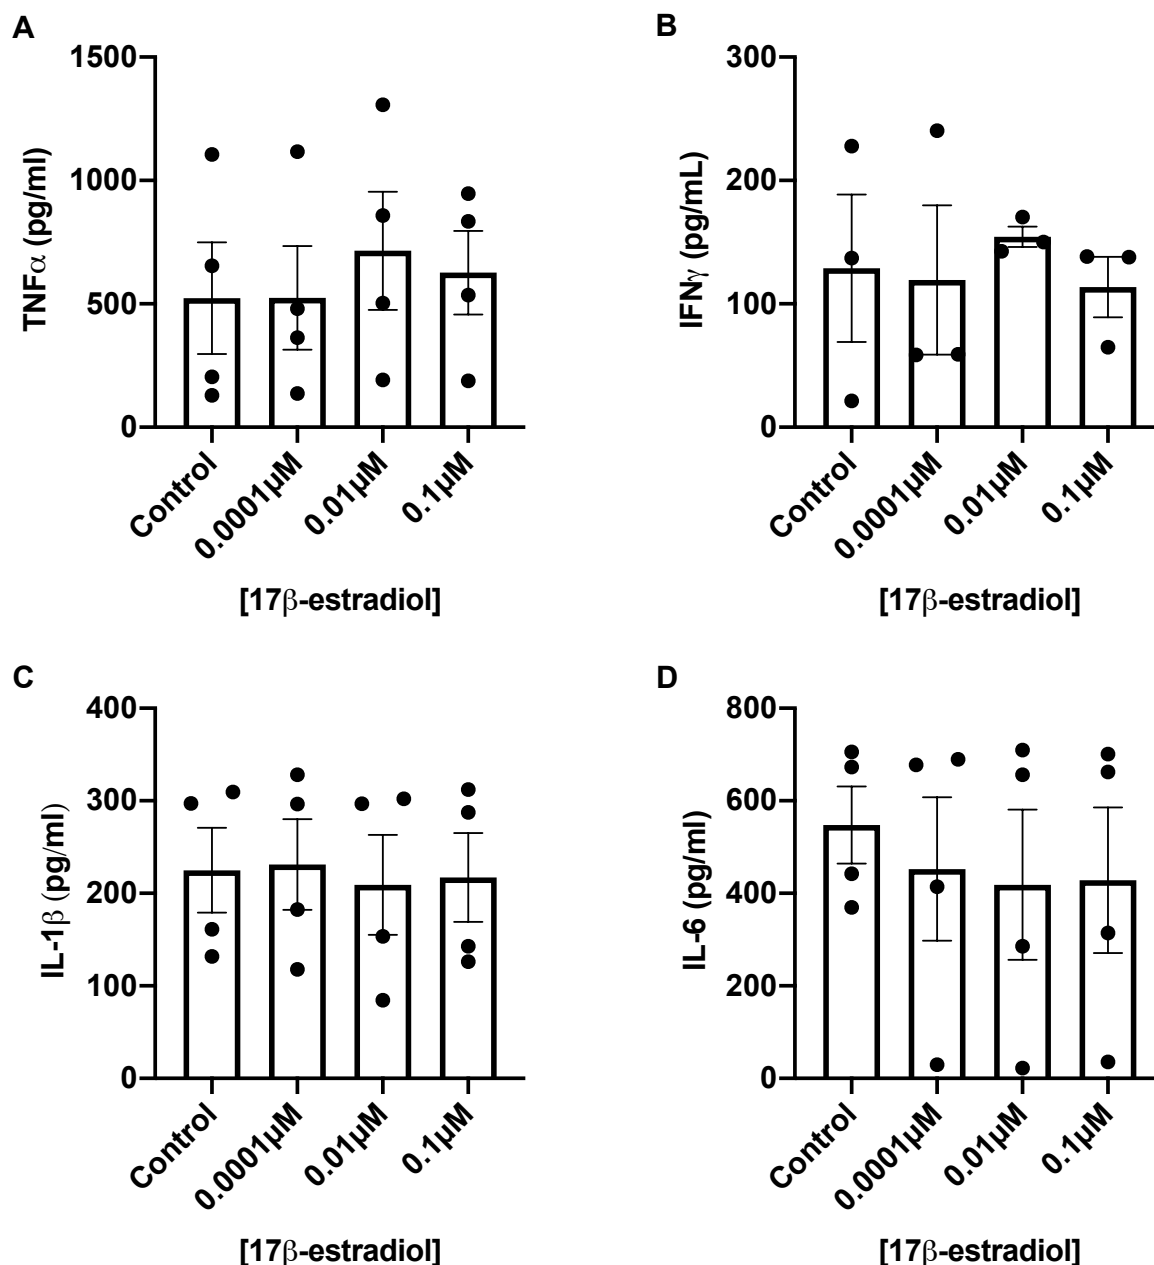 A
1500
1000
500
0
TNFα (pg/ml)
Control
0.0001µM
0.01µM
0.1µM
[17β-estradiol]
B
300
200
100
0
IFNγ (pg/mL)
Control
0.0001µM
0.01µM
0.1µM
[17β-estradiol]
C
400
300
200
100
0
IL-1β (pg/ml)
Control
0.0001µM
0.01µM
0.1µM
[17β-estradiol]
D
800
600
400
200
0
IL-6 (pg/ml)
Control
0.0001µM
0.01µM
0.1µM
[17β-estradiol]